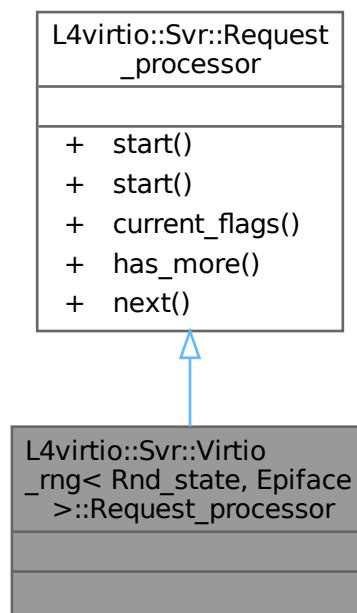 L4virtio::Svr::Request
_processor
+ start()
+ start()
+ current_flags()
+ has_more()
+ next()
L4virtio::Svr::Virtio
_rng< Rnd_state, Epiface
>::Request_processor